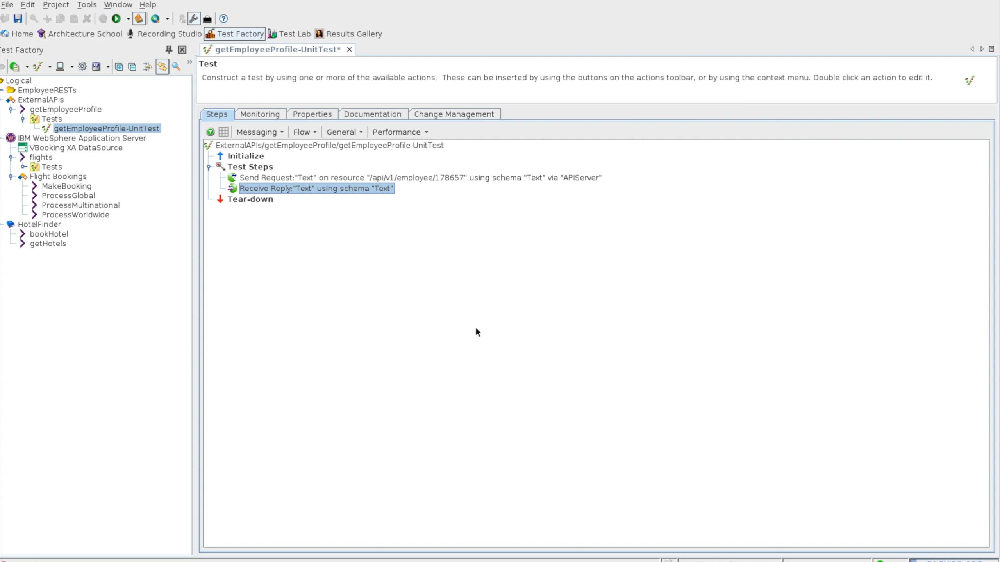 File Edit Project Tools Window Help
Home Architecture School Recording Studio Test Factory Test Lab Results Gallery
est Factory
getEmployeeProfile-UnitTest*
Test
Construct a test by using one or more of the available actions. These can be inserted by using the buttons on the actions toolbar, or by using the context menu. Double click an action to edit it.
Logical
EmployeeRESTs
ExternalAPIs
getEmployeeProfile
Tests
getEmployeeProfile-UnitTest
IBM WebSphere Application Server
VBooking XA DataSource
flights
Tests
Flight Bookings
MakeBooking
ProcessGlobal
ProcessMultinational
ProcessWorldwide
HotelFinder
bookHotel
getHotels
Steps Monitoring Properties Documentation Change Management
Messaging Flow General Performance
ExternalAPIs/getEmployeeProfile/getEmployeeProfile-UnitTest
Initialize
Test Steps
Send Request:"Text" on resource "/api/v1/employee/178657" using schema "Text" via "APIServer"
Receive Reply:"Text" using schema "Text"
Tear-down